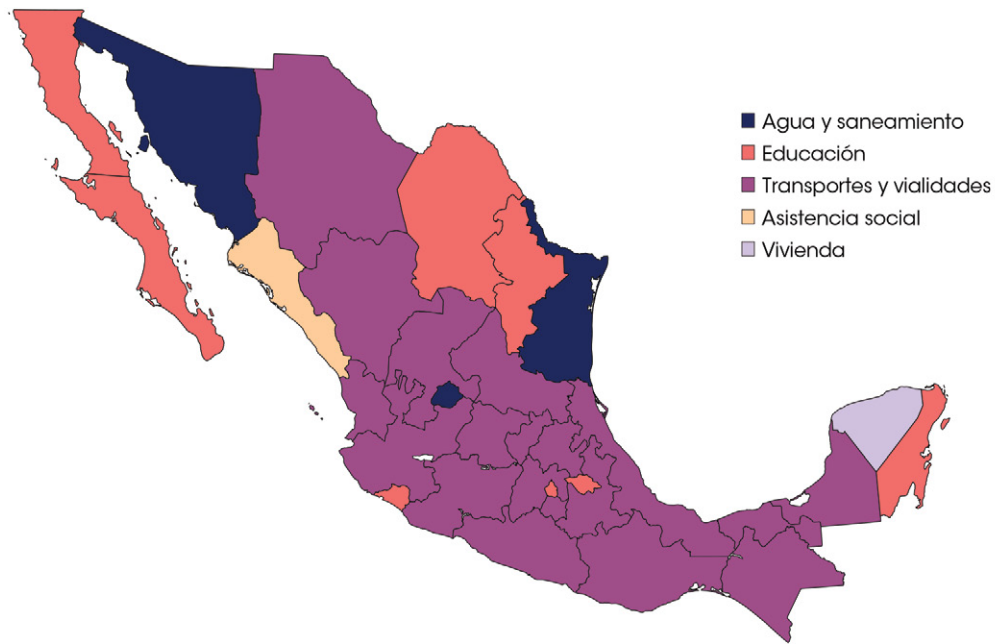 Agua y saneamiento
Educación
Transportes y vialidades
Asistencia social
Vivienda